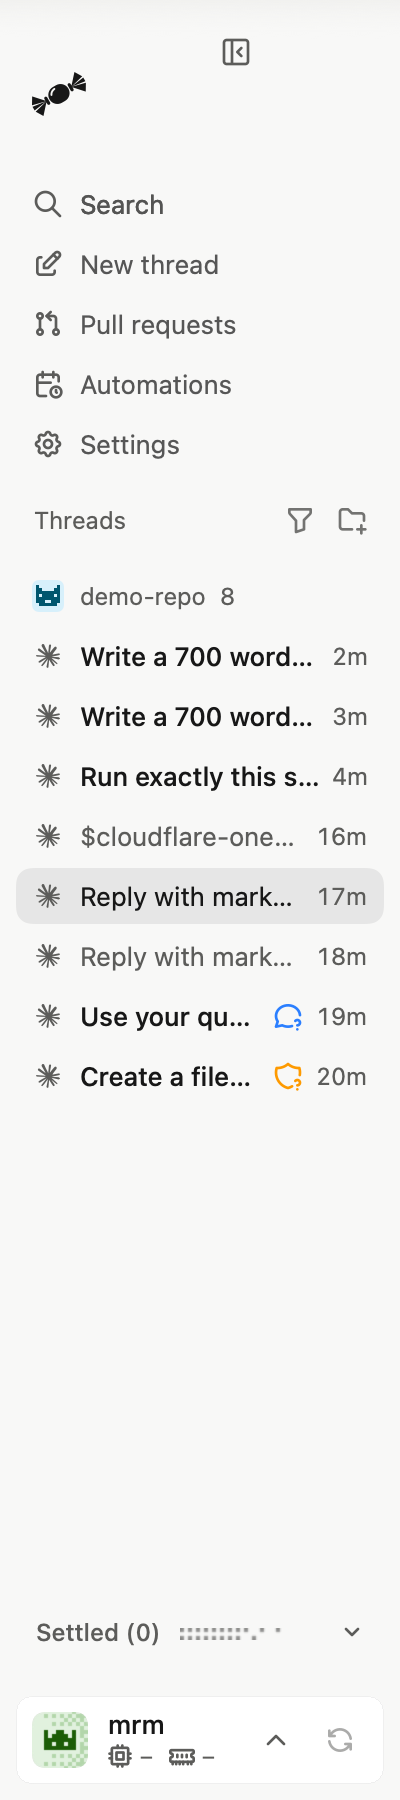 Search
New thread
Pull requests
Automations
Settings
Threads
demo-repo 8
Write a 700 word... 2m
Write a 700 word... 3m
Run exactly this s... 4m
$cloudflare-one... 16m
Reply with mark... 17m
Reply with mark... 18m
Use your qu... 19m
Create a file... 20m
Settled (0)
mrm
– –